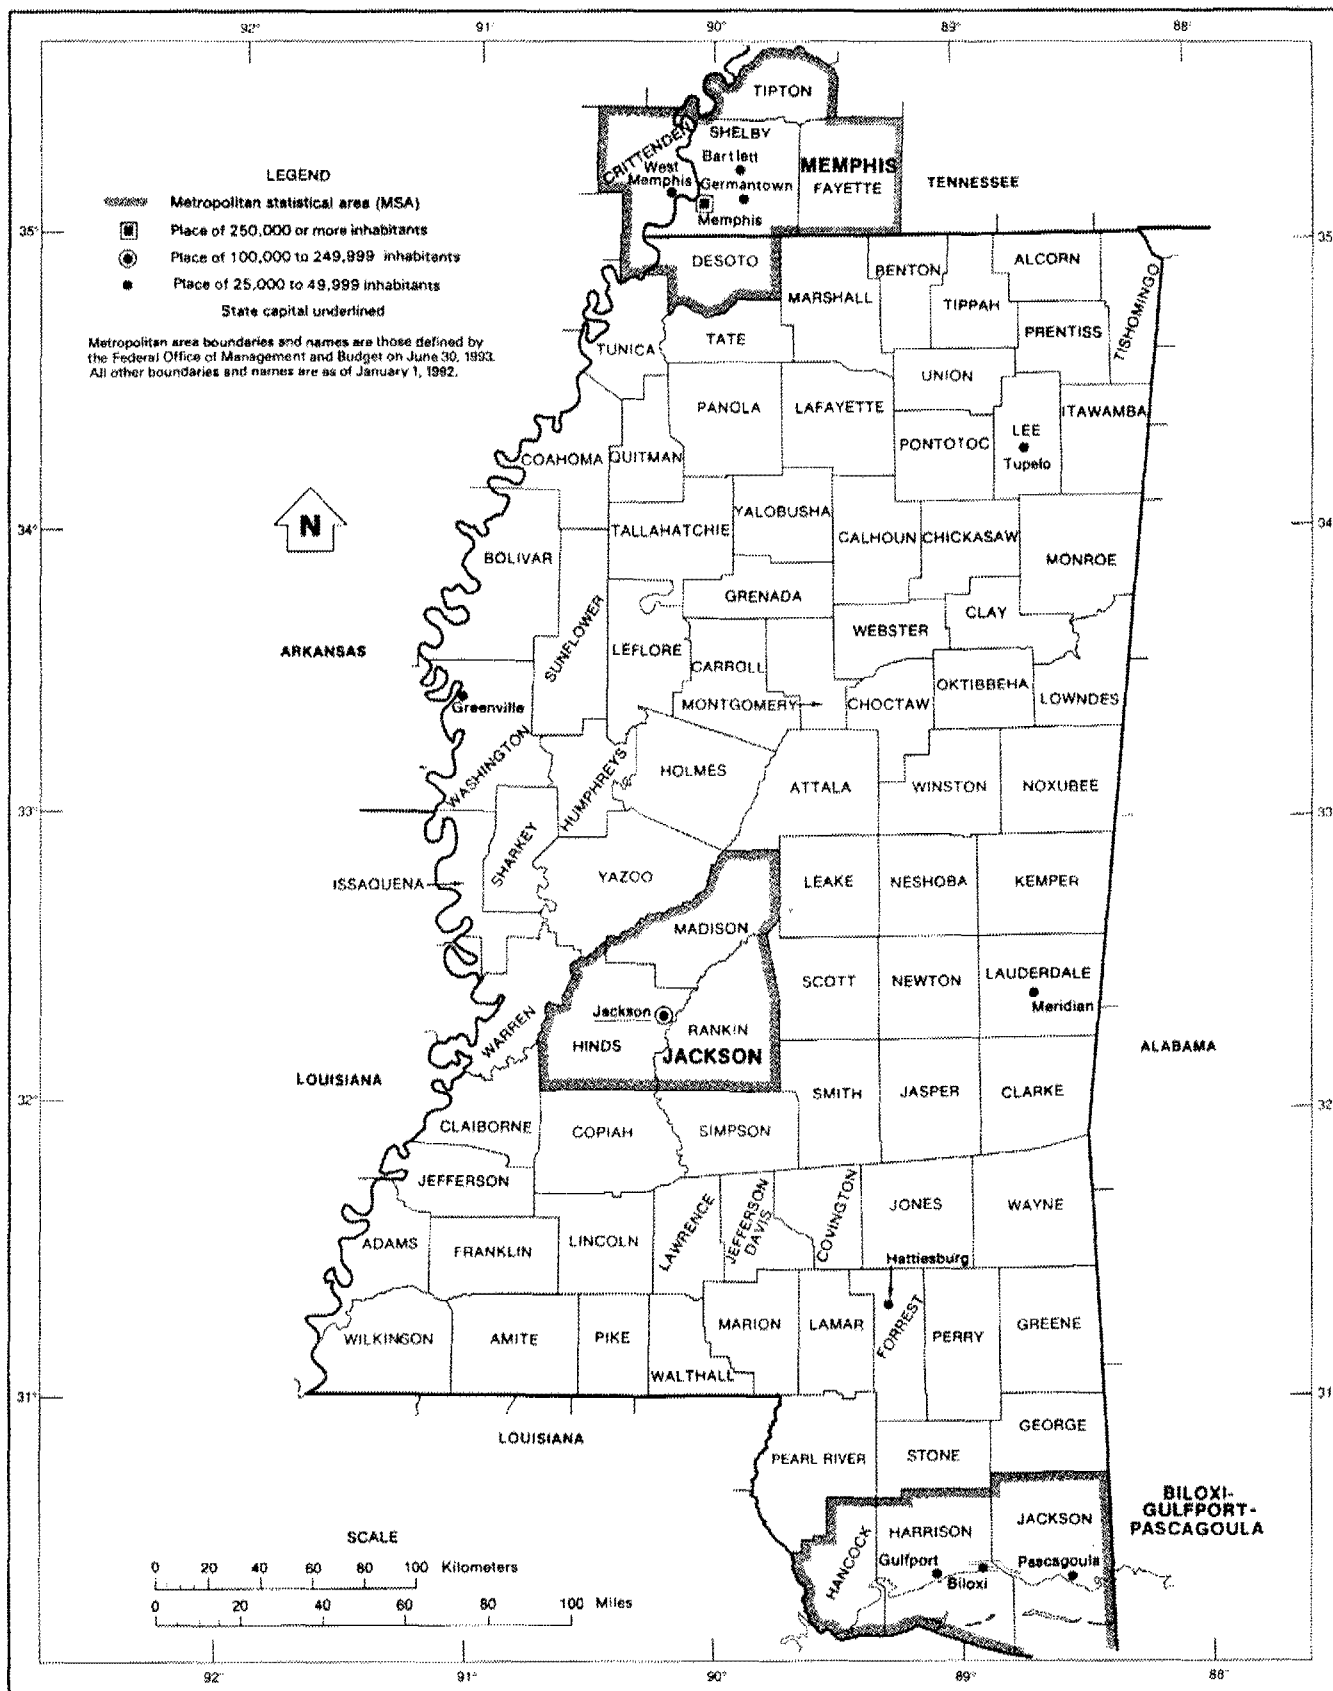 92° 91° 90° 89° 88°
TIPTON
SHELBY
CRITTENDEN
Bartlett
MEMPHIS
West
Memphis
Germantown
FAYETTE
TENNESSEE
Memphis
LEGEND
Metropolitan statistical area (MSA)
Place of 250,000 or more inhabitants
Place of 100,000 to 249,999 inhabitants
Place of 25,000 to 49,999 inhabitants
State capital underlined
Metropolitan area boundaries and names are those defined by
the Federal Office of Management and Budget on June 30, 1993.
All other boundaries and names are as of January 1, 1992.
35° 35
DESOTO
BENTON
ALCORN
MARSHALL
TIPPAH
TISHOMINGO
PRENTISS
TUNICA
TATE
UNION
PANOLA
LAFAYETTE
ITAWAMBA
PONTOTOC
LEE
Tupelo
COAHOMA
QUITMAN
N
34° 34
TALLAHATCHIE
YALOBUSHA
CALHOUN
CHICKASAW
BOLIVAR
MONROE
GRENADA
CLAY
SUNFLOWER
WEBSTER
ARKANSAS
LEFLORE
CARROLL
OKTIBBEHA
Greenville
MONTGOMERY
CHOCTAW
LOWNDES
WASHINGTON
HUMPHREYS
HOLMES
ATTALA
WINSTON
NOXUBEE
33° 33
SHARKEY
ISSAQUENA
YAZOO
LEAKE
NESHOBA
KEMPER
MADISON
SCOTT
NEWTON
LAUDERDALE
Meridian
WARREN
Jackson
RANKIN
HINDS
JACKSON
ALABAMA
LOUISIANA
SMITH
JASPER
CLARKE
32° 32
CLAIBORNE
COPIAH
SIMPSON
JEFFERSON
LAWRENCE
JEFFERSON
DAVIS
COVINGTON
JONES
WAYNE
ADAMS
FRANKLIN
LINCOLN
Hattiesburg
WILKINSON
AMITE
PIKE
MARION
LAMAR
FORREST
PERRY
GREENE
WALTHALL
31° 31
LOUISIANA
GEORGE
PEARL RIVER
STONE
BILOXI-
GULFPORT-
PASCAGOULA
HANCOCK
HARRISON
JACKSON
Gulfport
Biloxi
Pascagoula
SCALE
0 20 40 60 80 100 Kilometers
0 20 40 60 80 100 Miles
92° 91° 90° 89° 88°